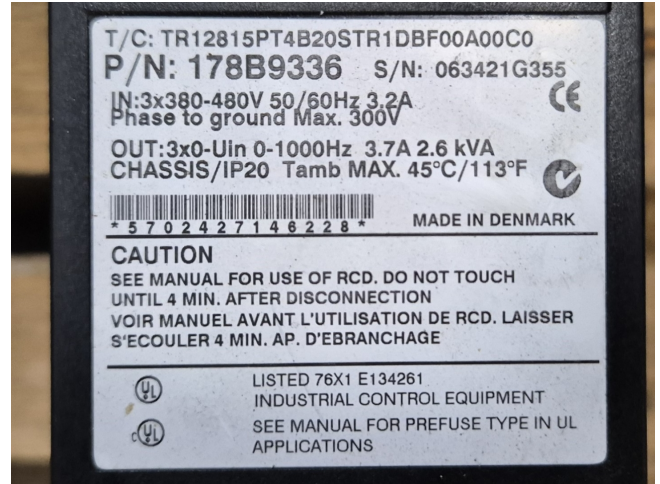 T/C: TR12815PT4B20STR1DBF00A00C0
P/N: 178B9336 S/N: 063421G355
IN:3x380-480V 50/60Hz 3.2A
Phase to ground Max. 300V
CE
OUT:3x0-Uin 0-1000Hz 3.7A 2.6 kVA
CHASSIS/IP20 Tamb MAX. 45°C/113°F
*5702427146228* MADE IN DENMARK
CAUTION
SEE MANUAL FOR USE OF RCD. DO NOT TOUCH
UNTIL 4 MIN. AFTER DISCONNECTION
VOIR MANUEL AVANT L'UTILISATION DE RCD. LAISSER
S'ECOULER 4 MIN. AP. D'EBRANCHAGE
UL LISTED 76X1 E134261
INDUSTRIAL CONTROL EQUIPMENT
c UL SEE MANUAL FOR PREFUSE TYPE IN UL
APPLICATIONS